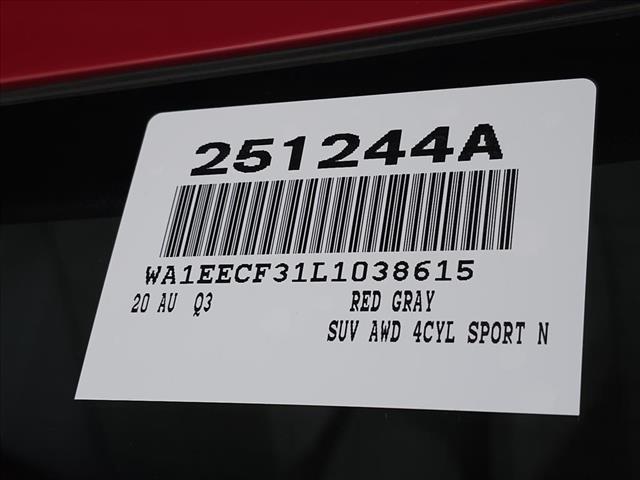 251244A
WA1EECF31L1038615
20 AU Q3 RED GRAY
SUV AWD 4CYL SPORT N